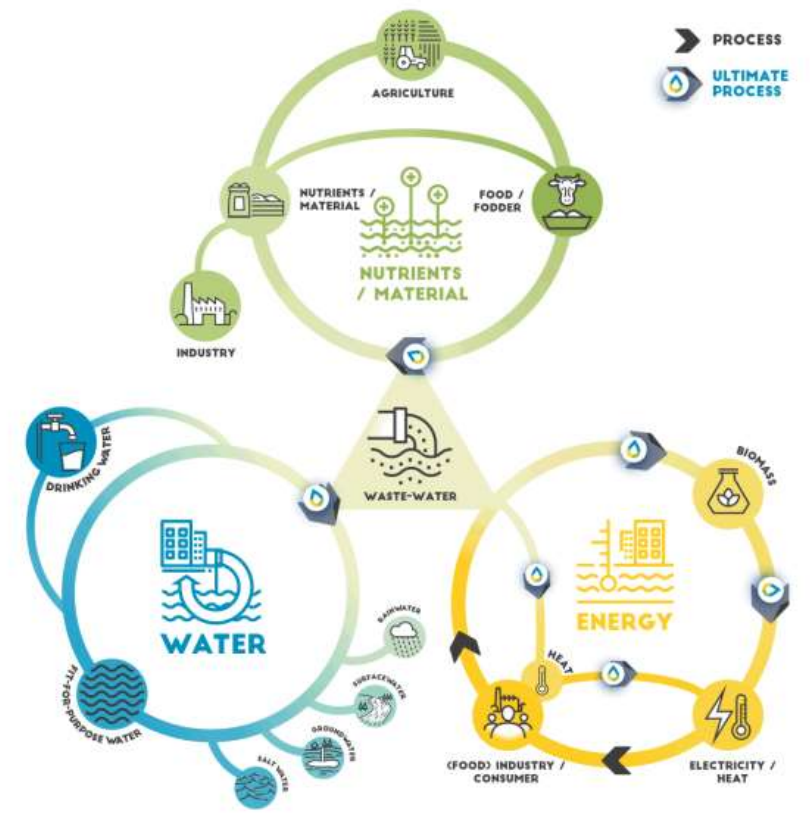 PROCESS
ULTIMATE
PROCESS
AGRICULTURE
NUTRIENTS /
MATERIAL
FOOD /
FODDER
NUTRIENTS
/ MATERIAL
INDUSTRY
WASTE-WATER
DRINKING WATER
WATER
FIT-FOR-PURPOSE WATER
RAINWATER
SURFACEWATER
GROUNDWATER
SALT WATER
BIOMASS
ENERGY
HEAT
(FOOD) INDUSTRY /
CONSUMER
ELECTRICITY /
HEAT